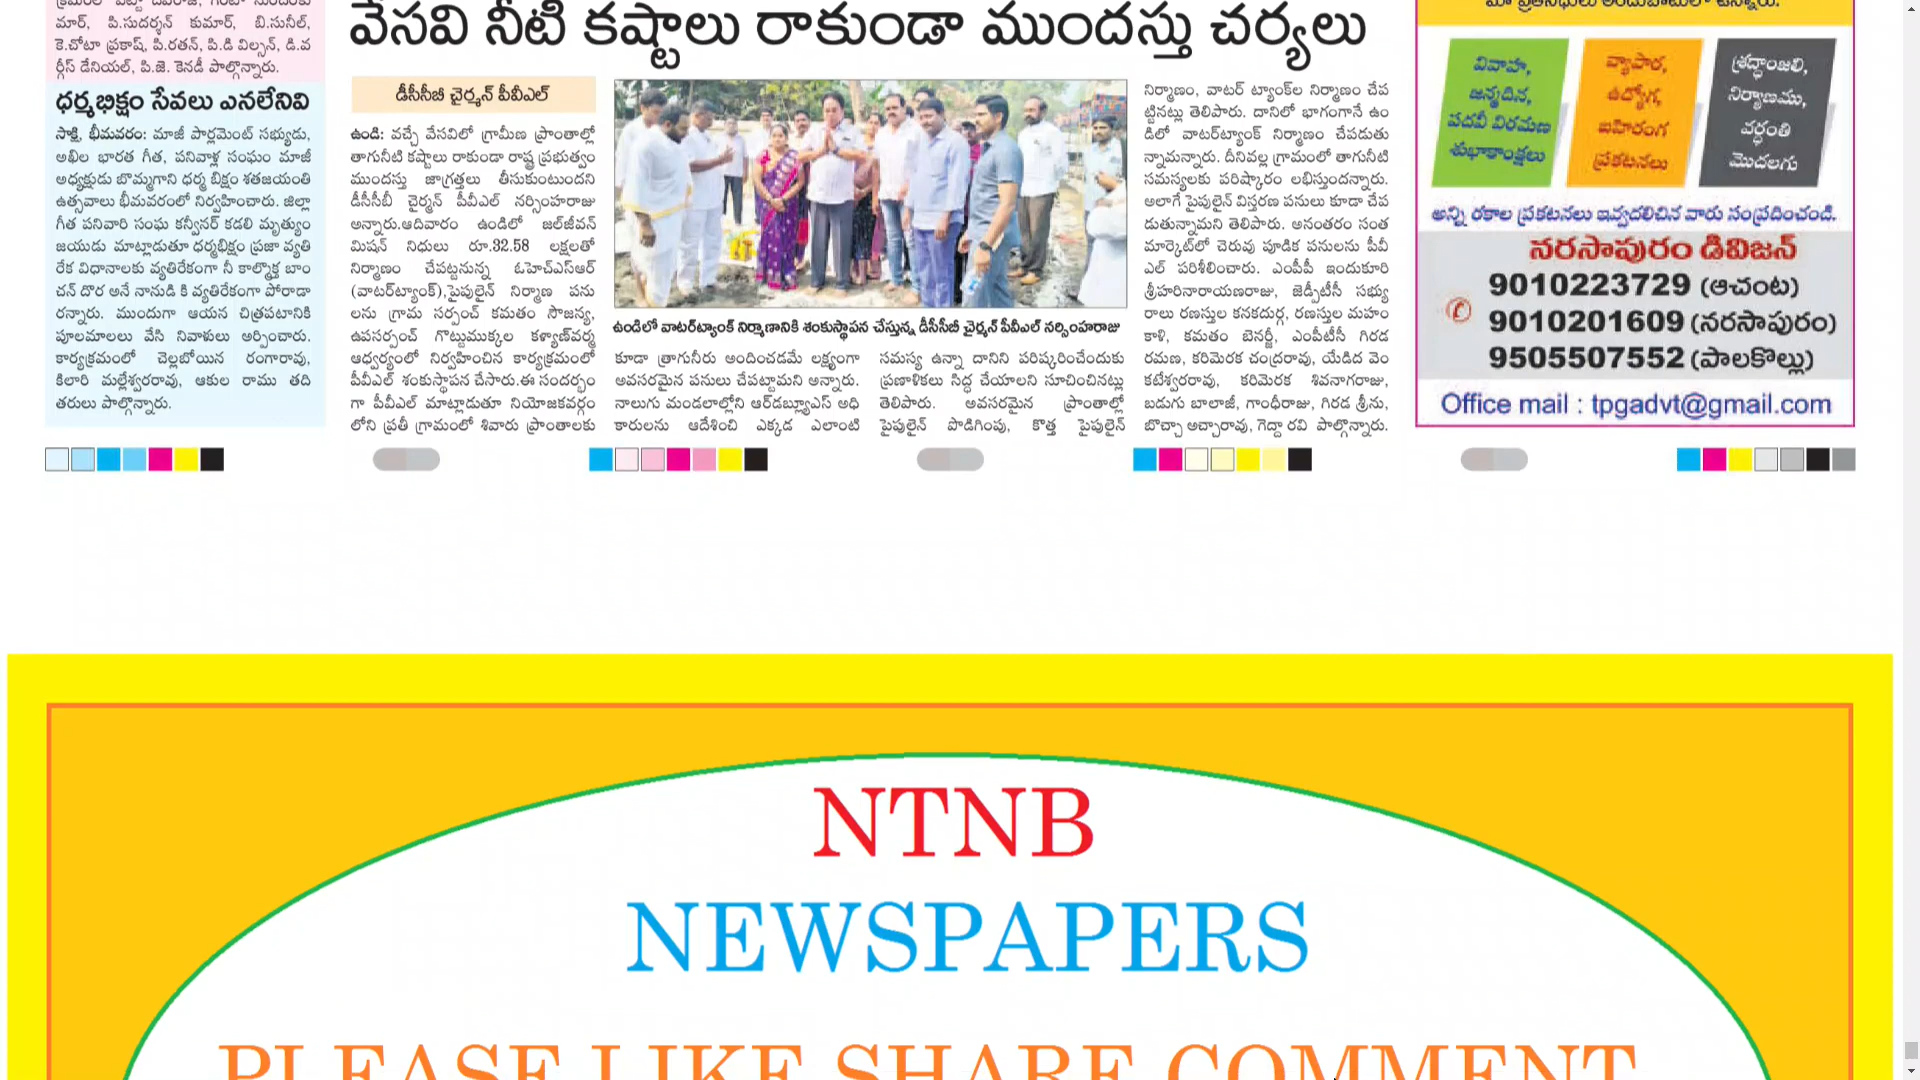 మార్, పి.సుదర్శన్ కుమార్, బి.సునీల్,
కె.చోటా ప్రకాష్, పి.రతన్, పి.డి విల్సన్, డి.వ
ర్గీస్ డేనియల్, పి.జె. కెనడీ పాల్గొన్నారు.
ధర్మభిక్షం సేవలు ఎనలేనివి
సాక్షి, భీమవరం: మాజీ పార్లమెంట్ సభ్యుడు,
అఖిల భారత గీత, పనివాళ్ల సంఘం మాజీ
అధ్యక్షుడు బొమ్మగాని ధర్మ బిక్షం శతజయంతి
ఉత్సవాలు భీమవరంలో నిర్వహించారు. జిల్లా
గీత పనివారి సంఘ కన్వీనర్ కడలి మృత్యుం
జయుడు మాట్లాడుతూ ధర్మభిక్షం ప్రజా వ్యతి
రేక విధానాలకు వ్యతిరేకంగా నీ కాల్మొక్త బాం
చన్ దొర అనే నానుడి కి వ్యతిరేకంగా పోరాడా
రన్నారు. ముందుగా ఆయన చిత్రపటానికి
పూలమాలలు వేసి నివాళులు అర్పించారు.
కార్యక్రమంలో చెల్లబోయిన రంగారావు,
కిలారి మల్లేశ్వరరావు, ఆకుల రాము తది
తరులు పాల్గొన్నారు.
వేసవి నీటి కష్టాలు రాకుండా ముందస్తు చర్యలు
డీసీసీబీ చైర్మన్ పీవీఎల్
ఉండి: వచ్చే వేసవిలో గ్రామీణ ప్రాంతాల్లో
తాగునీటి కష్టాలు రాకుండా రాష్ట్ర ప్రభుత్వం
ముందస్తు జాగ్రత్తలు తీసుకుంటుందని
డీసీసీబీ చైర్మన్ పీవీఎల్ నర్సింహరాజు
అన్నారు.ఆదివారం ఉండిలో జల్‌జీవన్
మిషన్ నిధులు రూ.32.58 లక్షలతో
నిర్మాణం చేపట్టనున్న ఓహెచ్ఎస్ఆర్
(వాటర్‌ట్యాంక్),పైపులైన్ నిర్మాణ పను
లను గ్రామ సర్పంచ్ కమతం సౌజన్య,
ఉపసర్పంచ్ గొట్టుముక్కల కళ్యాణ్‌వర్మ
ఆధ్వర్యంలో నిర్వహించిన కార్యక్రమంలో
పీవీఎల్ శంకుస్థాపన చేసారు.ఈ సందర్భం
గా పీవీఎల్ మాట్లాడుతూ నియోజకవర్గం
లోని ప్రతీ గ్రామంలో శివారు ప్రాంతాలకు
ఉండిలో వాటర్‌ట్యాంక్ నిర్మాణానికి శంకుస్థాపన చేస్తున్న డీసీసీబీ చైర్మన్ పీవీఎల్ నర్సింహరాజు
కూడా త్రాగునీరు అందించడమే లక్ష్యంగా
అవసరమైన పనులు చేపట్టామని అన్నారు.
నాలుగు మండలాల్లోని ఆర్‌డబ్ల్యూఎస్ అధి
కారులను ఆదేశించి ఎక్కడ ఎలాంటి
సమస్య ఉన్నా దానిని పరిష్కరించేందుకు
ప్రణాళికలు సిద్ధ చేయాలని సూచించినట్లు
తెలిపారు. అవసరమైన ప్రాంతాల్లో
పైపులైన్ పొడిగింపు, కొత్త పైపులైన్
నిర్మాణం, వాటర్ ట్యాంక్‌ల నిర్మాణం చేప
ట్టినట్లు తెలిపారు. దానిలో భాగంగానే ఉం
డిలో వాటర్‌ట్యాంక్ నిర్మాణం చేపడుతు
న్నామన్నారు. దీనివల్ల గ్రామంలో తాగునీటి
సమస్యలకు పరిష్కారం లభిస్తుందన్నారు.
అలాగే పైపులైన్ విస్తరణ పనులు కూడా చేప
డుతున్నామని తెలిపారు. అనంతరం సంత
మార్కెట్‌లో చెరువు పూడిక పనులను పీవీ
ఎల్ పరిశీలించారు. ఎంపీపీ ఇందుకూరి
శ్రీహరినారాయణరాజు, జెడ్పీటీసీ సభ్యు
రాలు రణస్తుల కనకదుర్గ, రణస్తుల మహం
కాళి, కమతం బెనర్జీ, ఎంపీటీసీ గిరడ
రమణ, కరిమెరక చంద్రరావు, యేడిద వెం
కటేశ్వరరావు, కరిమెరక శివనాగరాజు,
బడుగు బాలాజీ, గాంధీరాజు, గిరడ శ్రీను,
బొచ్చా అచ్చారావు, గెద్దా రవి పాల్గొన్నారు.
వివాహ,
జన్మదిన,
పదవీ విరమణ
శుభాకాంక్షలు
వ్యాపార,
ఉద్యోగ,
బహిరంగ
ప్రకటనలు
శ్రద్ధాంజలి,
నిర్యాణము,
వర్ధంతి
మొదలగు
అన్ని రకాల ప్రకటనలు ఇవ్వదలిచిన వారు సంప్రదించండి.
నరసాపురం డివిజన్
9010223729 (ఆచంట)
9010201609 (నరసాపురం)
9505507552 (పాలకొల్లు)
Office mail : tpgadvt@gmail.com
NTNB
NEWSPAPERS
PLEASE LIKE SHARE COMMENT